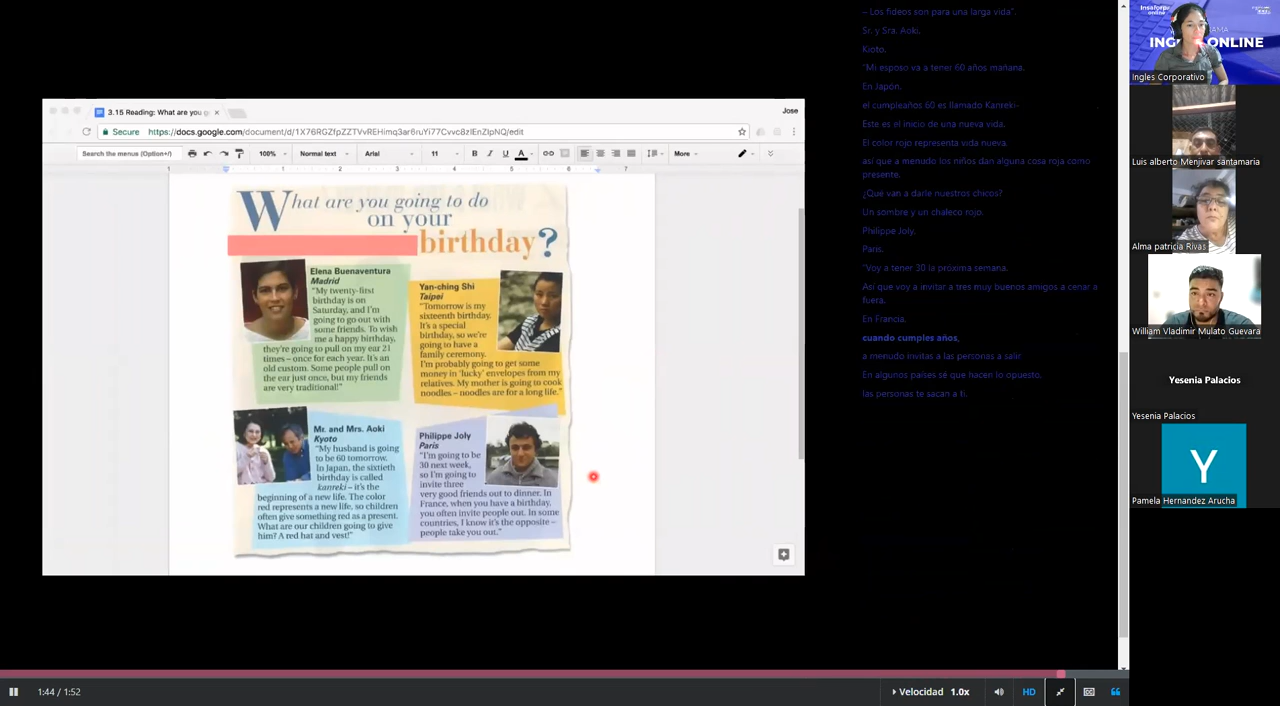 3.15 Reading: What are you g
Jose
Secure
https://docs.google.com/document/d/1X76RGZfpZZTVvREHimq3ar6ruYi77Cvvc8zIEnZIpNQ/edit
Search the menus (Option+/)
100%
Normal text
Arial
11
More
1
1
2
3
4
5
6
7
What are you going to do
on your
birthday?
Elena Buenaventura
Madrid
"My twenty-first
birthday is on
Saturday, and I'm
going to go out with
some friends. To wish
me a happy birthday,
they're going to pull on my ear 21
times – once for each year. It's an
old custom. Some people pull on
the ear just once, but my friends
are very traditional!"
Yan-ching Shi
Taipei
"Tomorrow is my
sixteenth birthday.
It's a special
birthday, so we're
going to have a
family ceremony.
I'm probably going to get some
money in 'lucky' envelopes from my
relatives. My mother is going to cook
noodles – noodles are for a long life."
Mr. and Mrs. Aoki
Kyoto
"My husband is going
to be 60 tomorrow.
In Japan, the sixtieth
birthday is called
kanreki – it's the
beginning of a new life. The color
red represents a new life, so children
often give something red as a present.
What are our children going to give
him? A red hat and vest!"
Philippe Joly
Paris
"I'm going to be
30 next week,
so I'm going to
invite three
very good friends out to dinner. In
France, when you have a birthday,
you often invite people out. In some
countries, I know it's the opposite –
people take you out."
– Los fideos son para una larga vida".
Sr. y Sra. Aoki.
Kioto.
"Mi esposo va a tener 60 años mañana.
En Japón.
el cumpleaños 60 es llamado Kanreki-
Este es el inicio de una nueva vida.
El color rojo representa vida nueva.
así que a menudo los niños dan alguna cosa roja como
presente.
¿Qué van a darle nuestros chicos?
Un sombre y un chaleco rojo.
Philippe Joly.
Paris.
"Voy a tener 30 la próxima semana.
Así que voy a invitar a tres muy buenos amigos a cenar a
fuera.
En Francia.
cuando cumples años,
a menudo invitas a las perconas a salir.
En algunos países sé que hacen lo opuesto,
las personas te sacan a ti.
1:44 / 1:52
Velocidad 1.0x
HD
Ingles Corporativo
Luis alberto Menjivar santamaria
Alma patricia Rivas
William Vladimir Mulato Guevara
Yesenia Palacios
Yesenia Palacios
Y
Pamela Hernandez Arucha